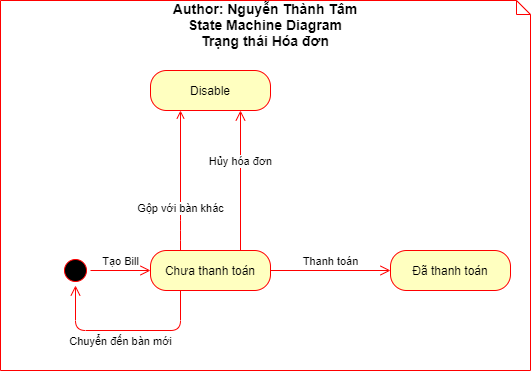 Author: Nguyễn Thành Tâm
State Machine Diagram
Trạng thái Hóa đơn
Disable
Hủy hóa đơn
Gộp với bàn khác
Tạo Bill
Chưa thanh toán
Thanh toán
Đã thanh toán
Chuyển đến bàn mới